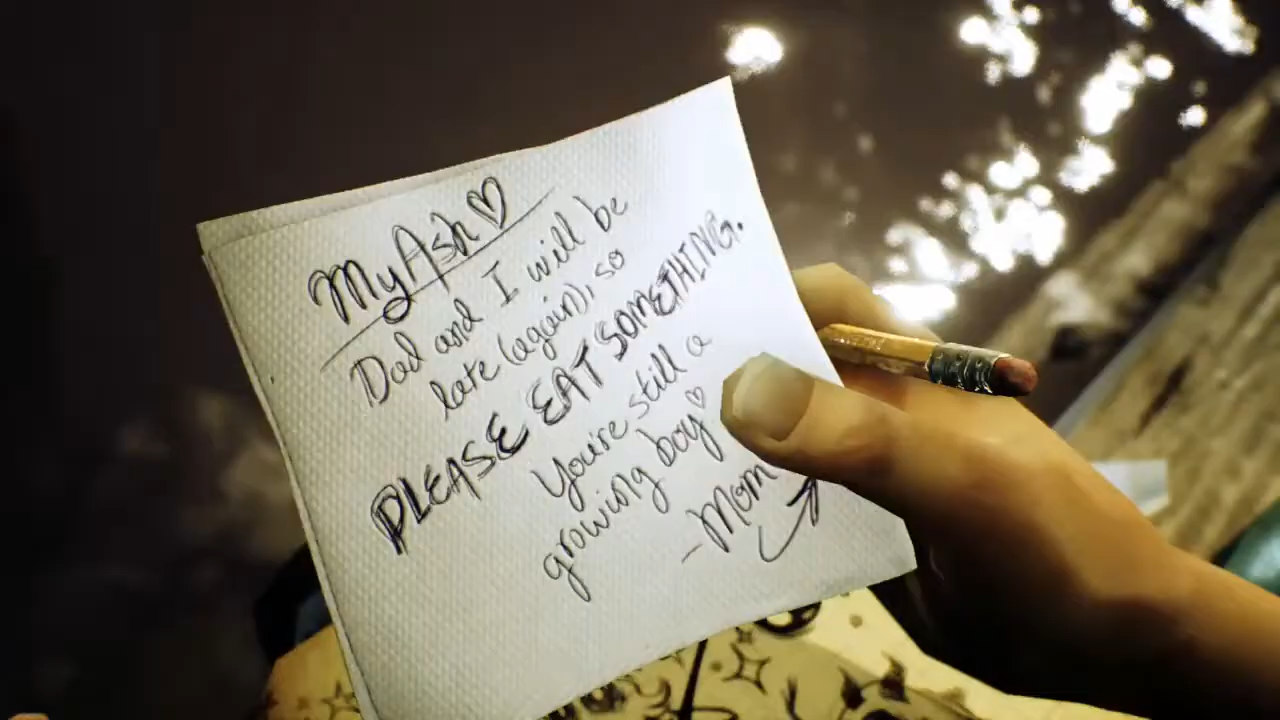 My Ash♡
Dad and I will be
late (again), so
PLEASE EAT SOMETHING.
You're still a
growing boy♡
-Mom